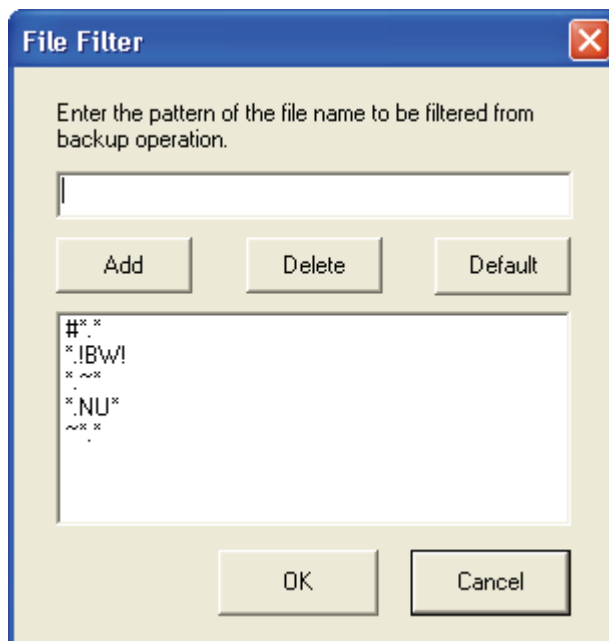 File Filter
Enter the pattern of the file name to be filtered from
backup operation.
Add Delete Default
#*.*
*.!BW!
*.~*
*.NU*
~*.*
OK Cancel